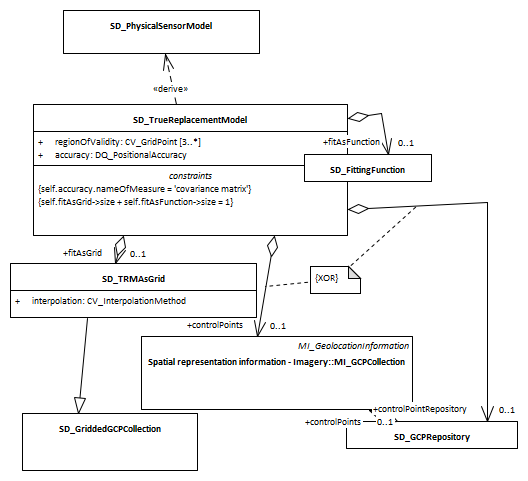 SD_PhysicalSensorModel
«derive»
SD_TrueReplacementModel
+ regionOfValidity: CV_GridPoint [3..*]
+ accuracy: DQ_PositionalAccuracy
constraints
{self.accuracy.nameOfMeasure = 'covariance matrix'}
{self.fitAsGrid->size + self.fitAsFunction->size = 1}
+fitAsFunction 0..1
SD_FittingFunction
+fitAsGrid 0..1
SD_TRMAsGrid
+ interpolation: CV_InterpolationMethod
{XOR}
+controlPoints 0..1
MI_GeolocationInformation
Spatial representation information - Imagery::MI_GCPCollection
+controlPointRepository 0..1
+controlPoints 0..1
SD_GriddedGCPCollection
SD_GCPRepository